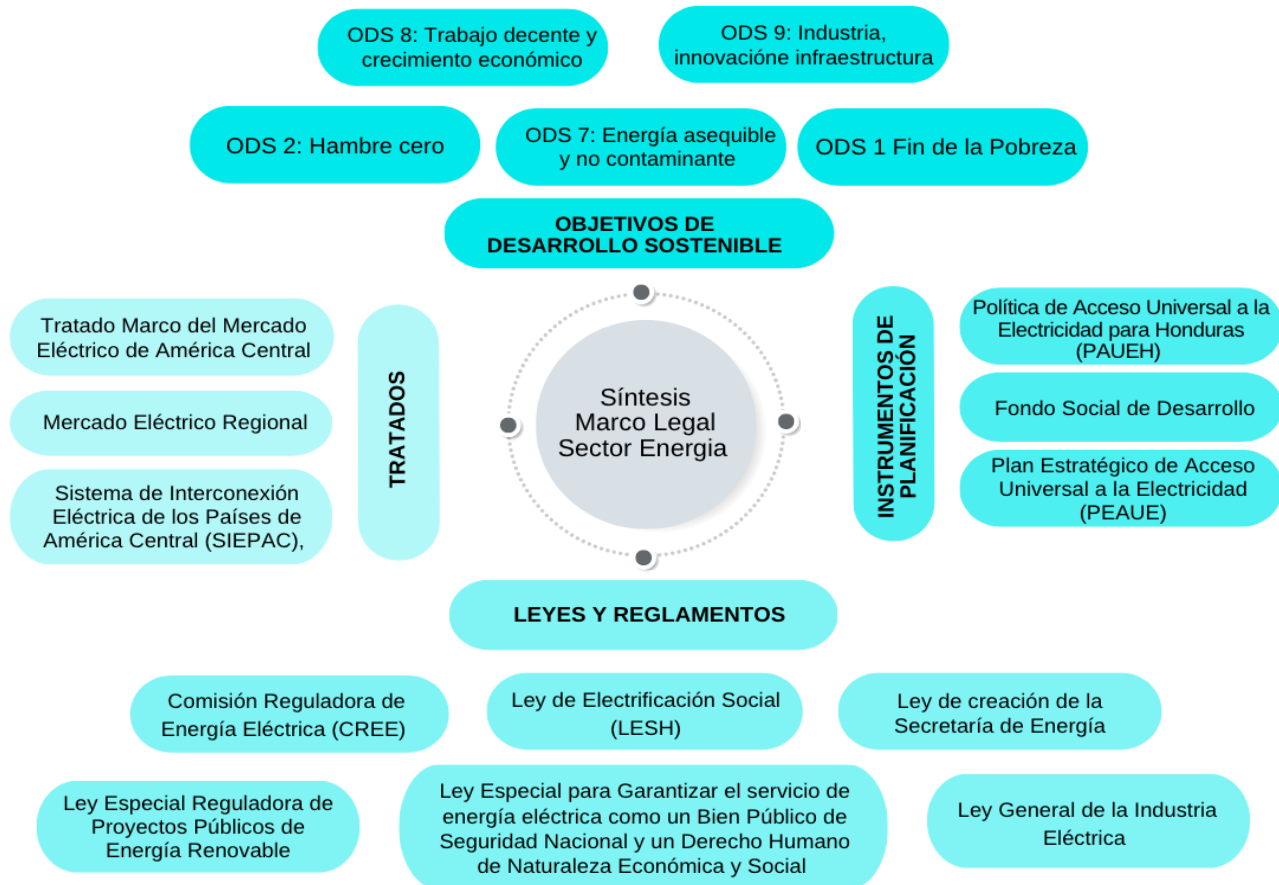 ODS 8: Trabajo decente y
crecimiento económico
ODS 9: Industria,
innovacióne infraestructura
ODS 2: Hambre cero
ODS 7: Energía asequible
y no contaminante
ODS 1 Fin de la Pobreza
OBJETIVOS DE
DESARROLLO SOSTENIBLE
Tratado Marco del Mercado
Eléctrico de América Central
Mercado Eléctrico Regional
Sistema de Interconexión
Eléctrica de los Países de
América Central (SIEPAC),
TRATADOS
Síntesis
Marco Legal
Sector Energia
INSTRUMENTOS DE
PLANIFICACIÓN
Política de Acceso Universal a la
Electricidad para Honduras
(PAUEH)
Fondo Social de Desarrollo
Plan Estratégico de Acceso
Universal a la Electricidad
(PEAUE)
LEYES Y REGLAMENTOS
Comisión Reguladora de
Energía Eléctrica (CREE)
Ley de Electrificación Social
(LESH)
Ley de creación de la
Secretaría de Energía
Ley Especial Reguladora de
Proyectos Públicos de
Energía Renovable
Ley Especial para Garantizar el servicio de
energía eléctrica como un Bien Público de
Seguridad Nacional y un Derecho Humano
de Naturaleza Económica y Social
Ley General de la Industria
Eléctrica